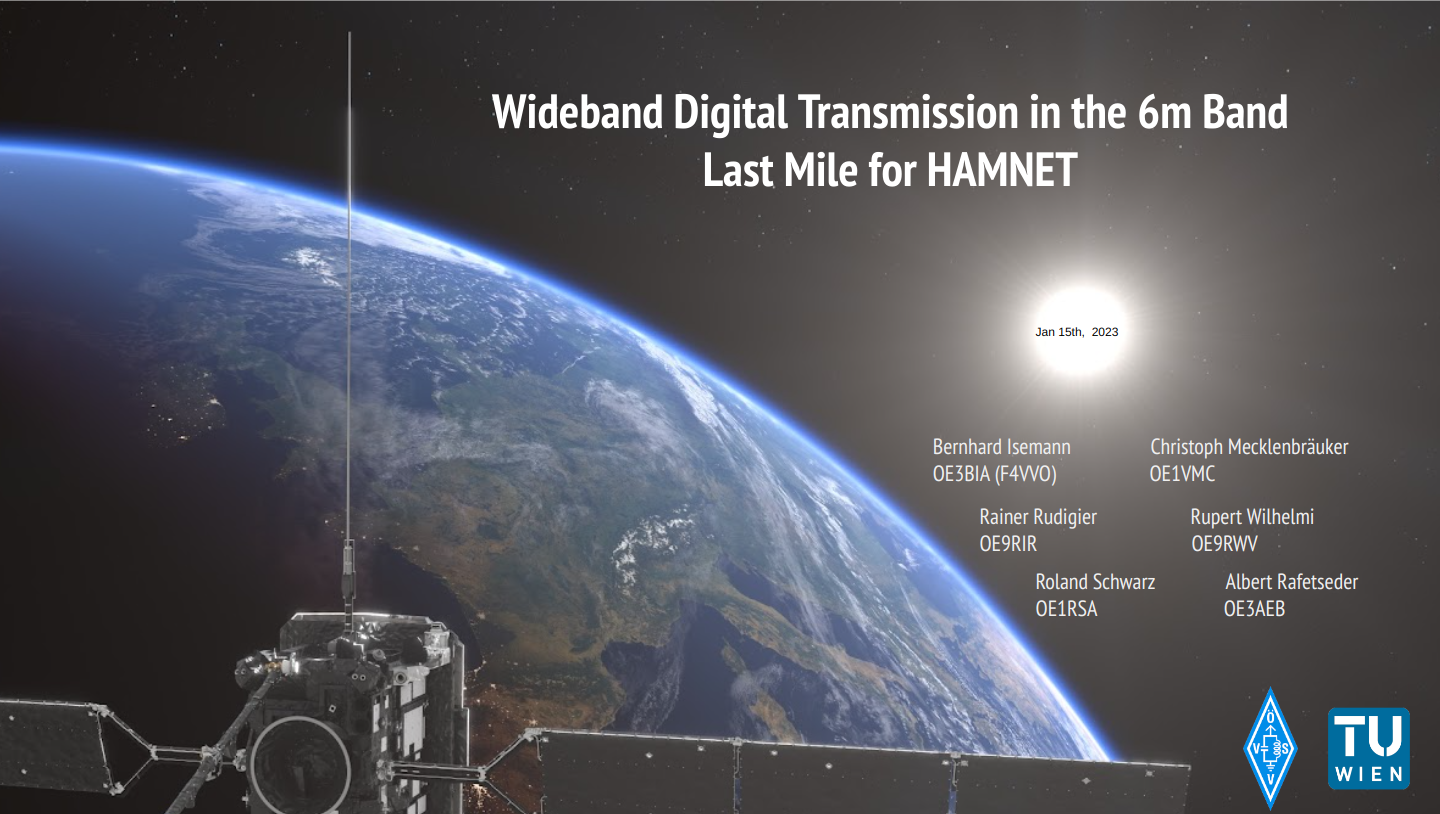 Wideband Digital Transmission in the 6m Band
Last Mile for HAMNET
Jan 15th, 2023
Bernhard Isemann
OE3BIA (F4VVO)
Christoph Mecklenbräuker
OE1VMC
Rainer Rudigier
OE9RIR
Rupert Wilhelmi
OE9RWV
Roland Schwarz
OE1RSA
Albert Rafetseder
OE3AEB
Ö
V S
V
TU
WIEN